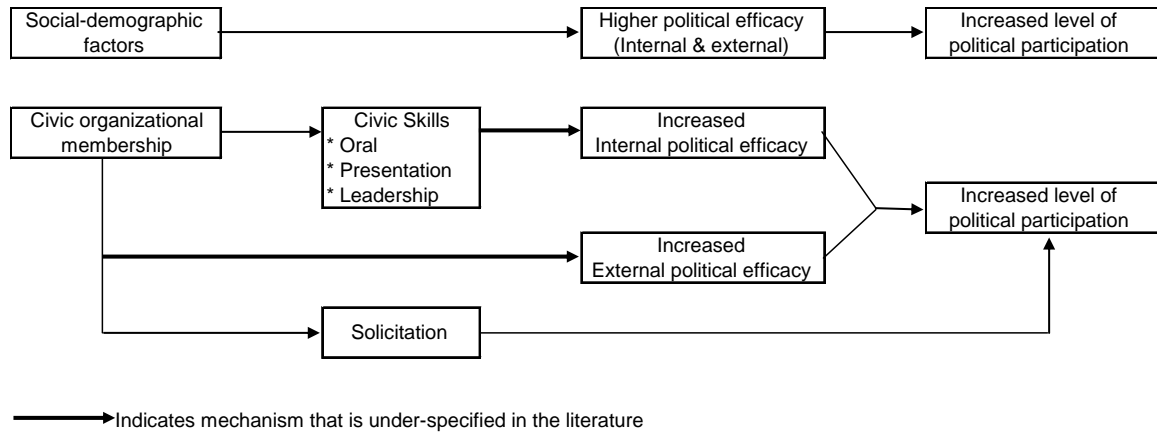 Social-demographic
factors
Higher political efficacy
(Internal & external)
Increased level of
political participation
Civic organizational
membership
Civic Skills
* Oral
* Presentation
* Leadership
Increased
Internal political efficacy
Increased level of
political participation
Increased
External political efficacy
Solicitation
Indicates mechanism that is under-specified in the literature